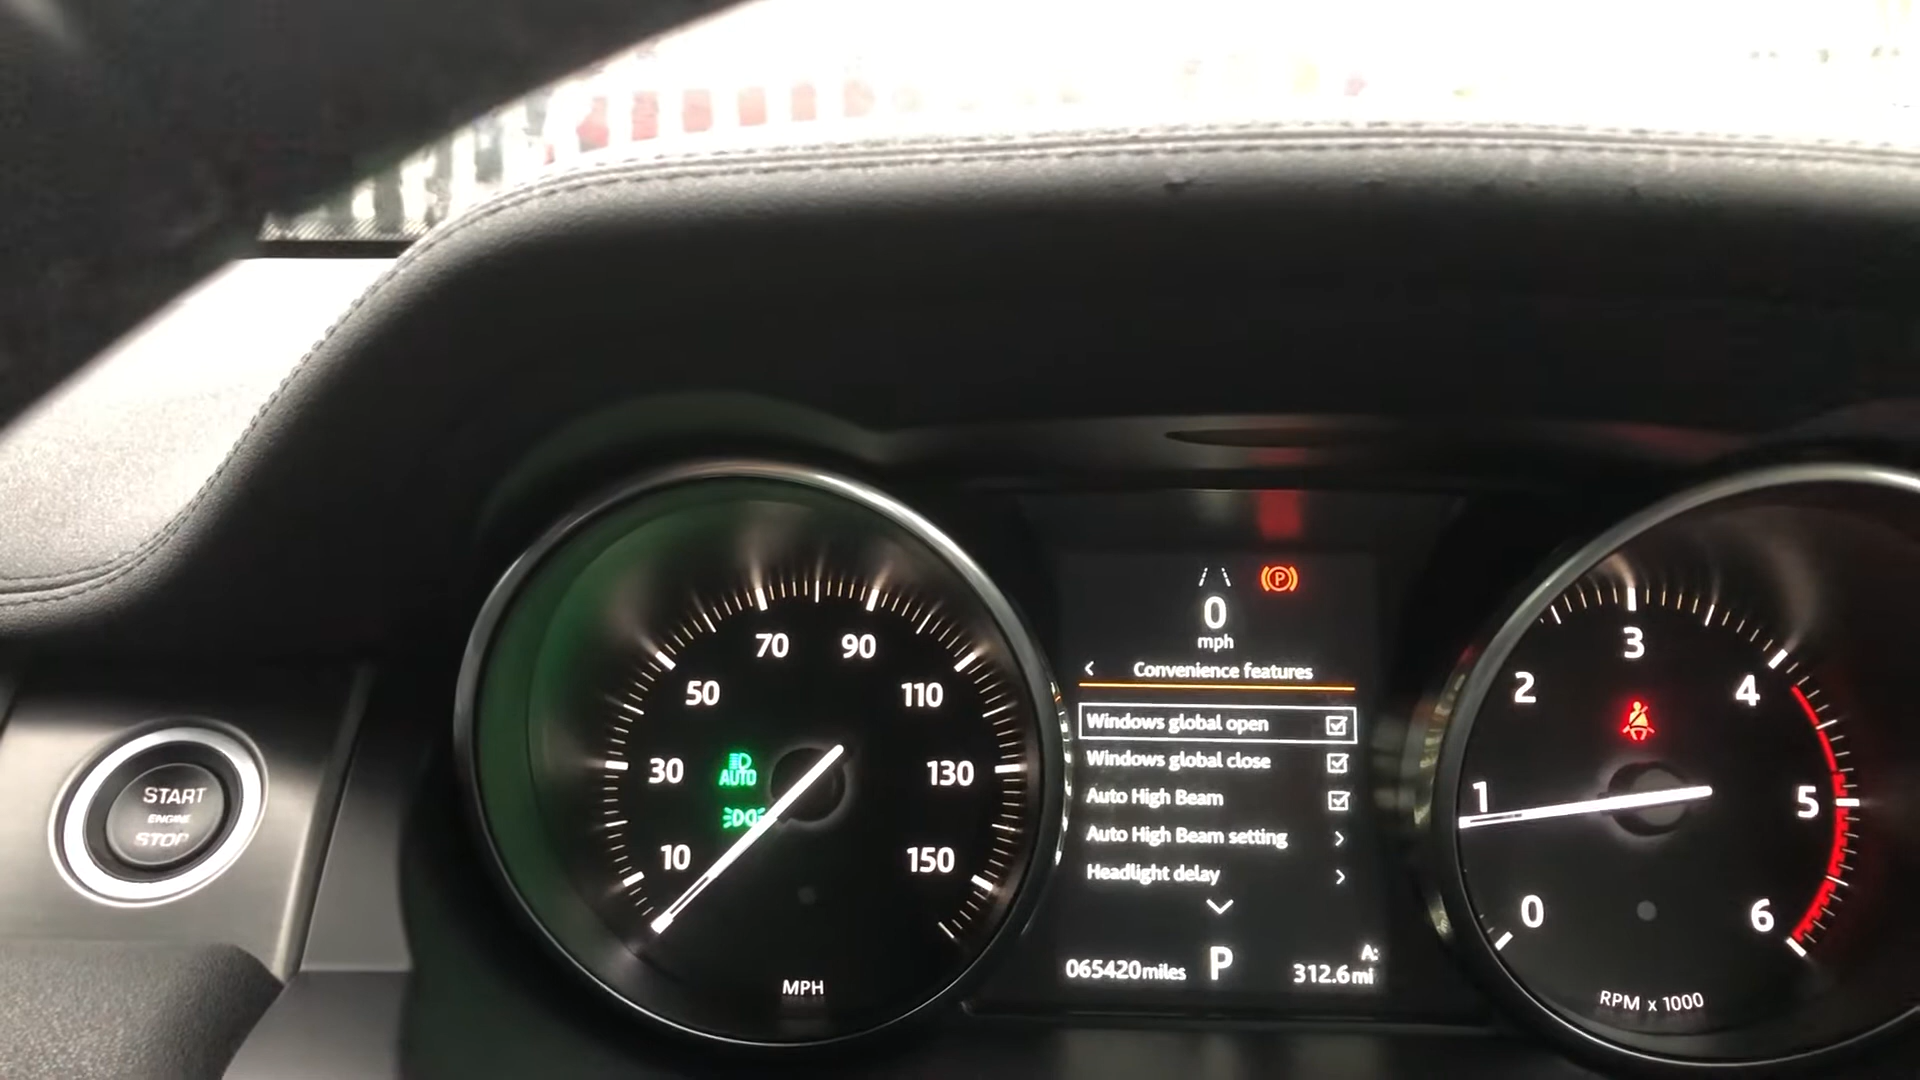 START
ENGINE
STOP
10
30
50
70
90
110
130
150
AUTO
MPH
P
0
mph
Convenience features
Windows global open
Windows global close
Auto High Beam
Auto High Beam setting
Headlight delay
065420miles
P
A:
312.6mi
0
1
2
3
4
5
6
RPM x 1000